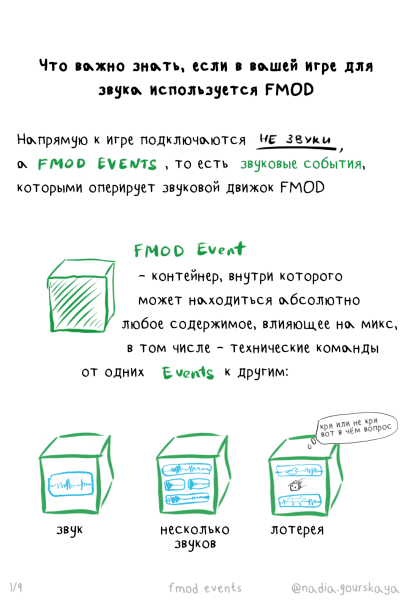 Что важно знать, если в вашей игре для
звука используется FMOD
Напрямую к игре подключаются НЕ ЗВУКИ,
а FMOD EVENTS, то есть звуковые события,
которыми оперирует звуковой движок FMOD
FMOD Event
- контейнер, внутри которого
может находиться абсолютно
любое содержимое, влияющее на микс,
в том числе - технические команды
от одних Events к другим:
кря или не кря
вот в чём вопрос
звук
несколько
звуков
лотерея
1/9
fmod events
@nadia.gourskaya